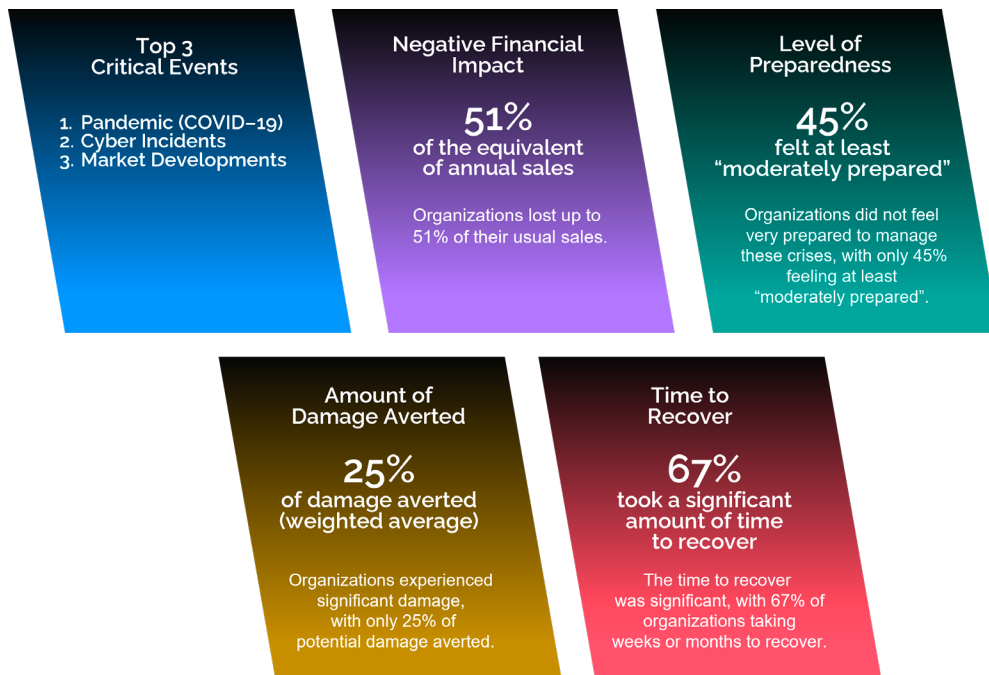 Top 3
Critical Events
1. Pandemic (COVID–19)
2. Cyber Incidents
3. Market Developments
Negative Financial
Impact
51%
of the equivalent
of annual sales
Organizations lost up to
51% of their usual sales.
Level of
Preparedness
45%
felt at least
“moderately prepared”
Organizations did not feel
very prepared to manage
these crises, with only 45%
feeling at least
“moderately prepared”.
Amount of
Damage Averted
25%
of damage averted
(weighted average)
Organizations experienced
significant damage,
with only 25% of
potential damage averted.
Time to
Recover
67%
took a significant
amount of time
to recover
The time to recover
was significant, with 67% of
organizations taking
weeks or months to recover.